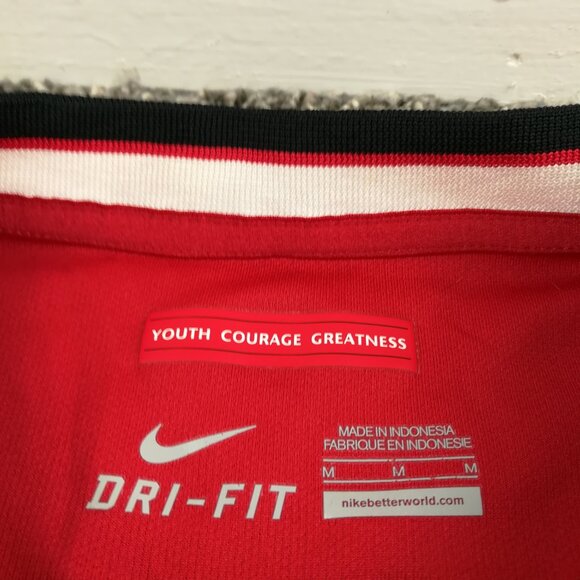 YOUTH COURAGE GREATNESS
DRI-FIT
MADE IN INDONESIA
FABRIQUE EN INDONESIE
M M M
nikebetterworld.com